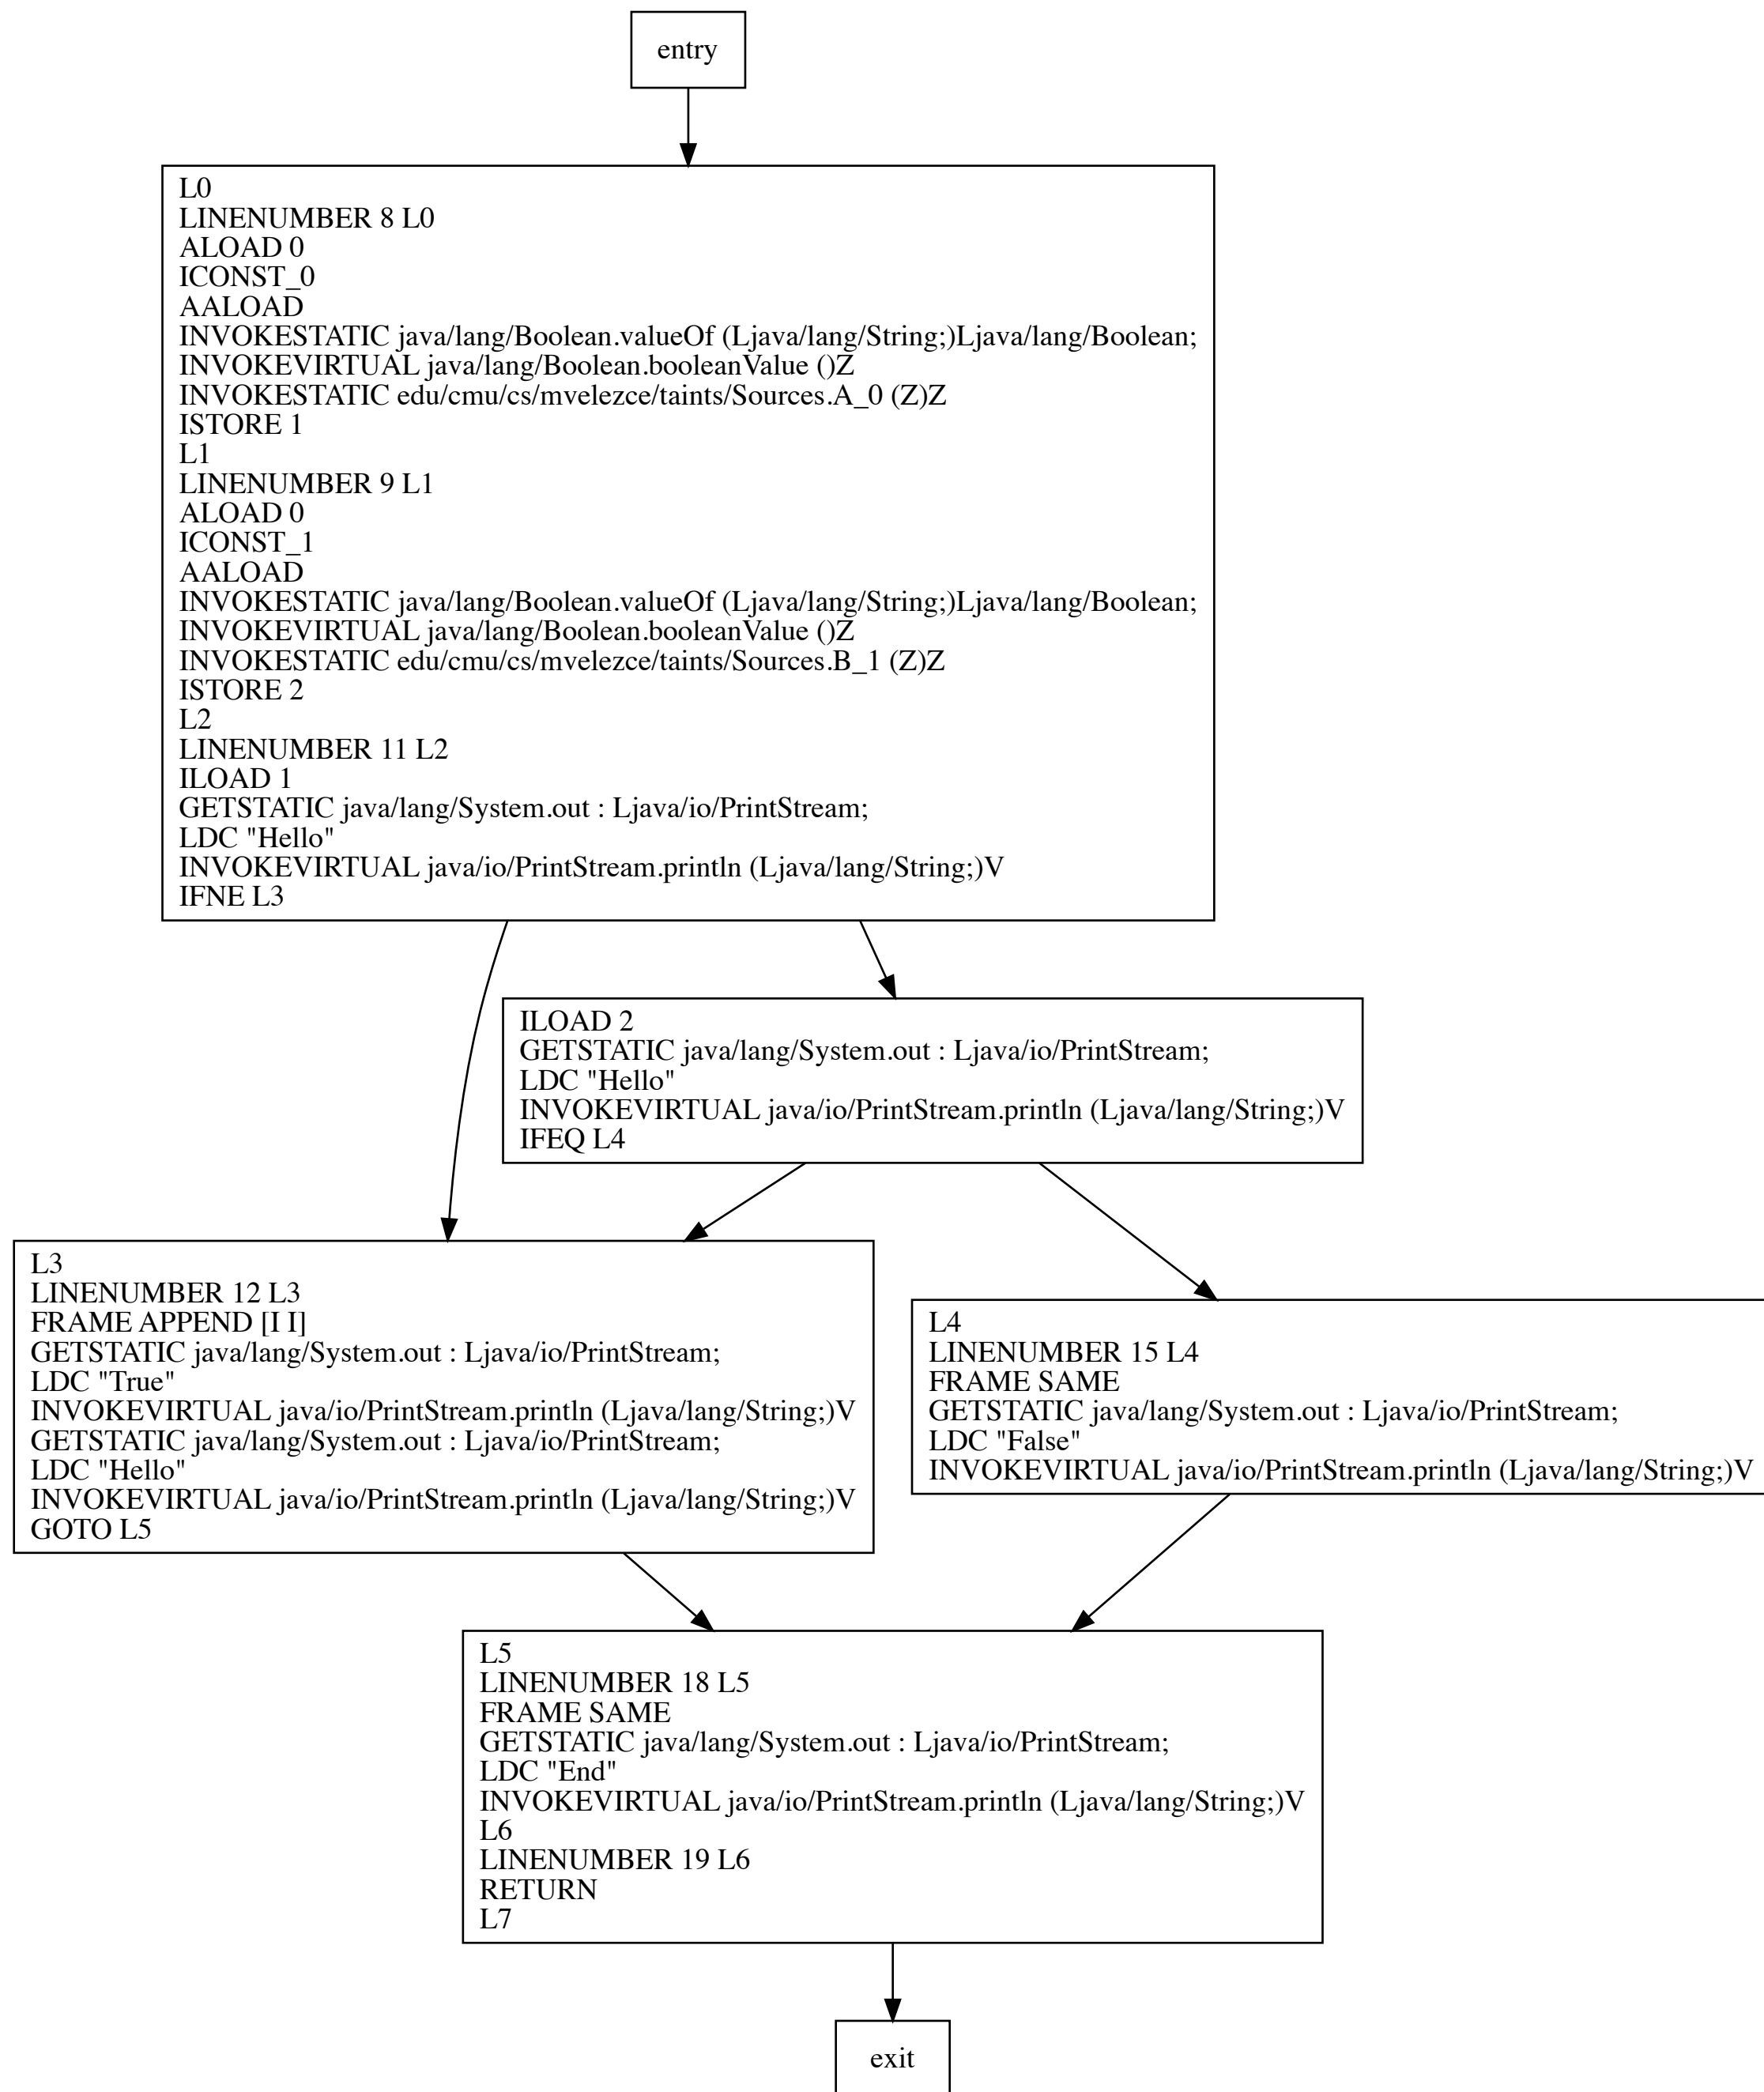 entry
L0
LINENUMBER 8 L0
ALOAD 0
ICONST_0
AALOAD
INVOKESTATIC java/lang/Boolean.valueOf (Ljava/lang/String;)Ljava/lang/Boolean;
INVOKEVIRTUAL java/lang/Boolean.booleanValue ()Z
INVOKESTATIC edu/cmu/cs/mvelezce/taints/Sources.A_0 (Z)Z
ISTORE 1
L1
LINENUMBER 9 L1
ALOAD 0
ICONST_1
AALOAD
INVOKESTATIC java/lang/Boolean.valueOf (Ljava/lang/String;)Ljava/lang/Boolean;
INVOKEVIRTUAL java/lang/Boolean.booleanValue ()Z
INVOKESTATIC edu/cmu/cs/mvelezce/taints/Sources.B_1 (Z)Z
ISTORE 2
L2
LINENUMBER 11 L2
ILOAD 1
GETSTATIC java/lang/System.out : Ljava/io/PrintStream;
LDC "Hello"
INVOKEVIRTUAL java/io/PrintStream.println (Ljava/lang/String;)V
IFNE L3
ILOAD 2
GETSTATIC java/lang/System.out : Ljava/io/PrintStream;
LDC "Hello"
INVOKEVIRTUAL java/io/PrintStream.println (Ljava/lang/String;)V
IFEQ L4
L3
LINENUMBER 12 L3
FRAME APPEND [I I]
GETSTATIC java/lang/System.out : Ljava/io/PrintStream;
LDC "True"
INVOKEVIRTUAL java/io/PrintStream.println (Ljava/lang/String;)V
GETSTATIC java/lang/System.out : Ljava/io/PrintStream;
LDC "Hello"
INVOKEVIRTUAL java/io/PrintStream.println (Ljava/lang/String;)V
GOTO L5
L4
LINENUMBER 15 L4
FRAME SAME
GETSTATIC java/lang/System.out : Ljava/io/PrintStream;
LDC "False"
INVOKEVIRTUAL java/io/PrintStream.println (Ljava/lang/String;)V
L5
LINENUMBER 18 L5
FRAME SAME
GETSTATIC java/lang/System.out : Ljava/io/PrintStream;
LDC "End"
INVOKEVIRTUAL java/io/PrintStream.println (Ljava/lang/String;)V
L6
LINENUMBER 19 L6
RETURN
L7
exit